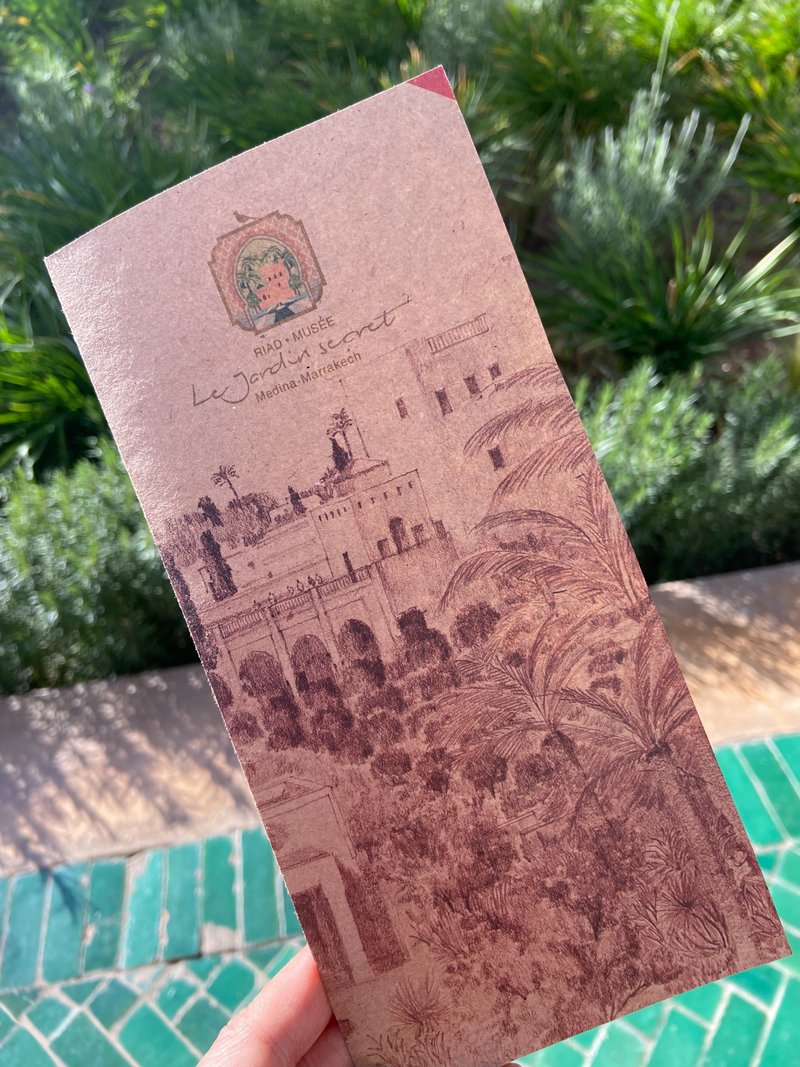 RIAD • MUSÉE
Le Jardin secret
Medina-Marrakech